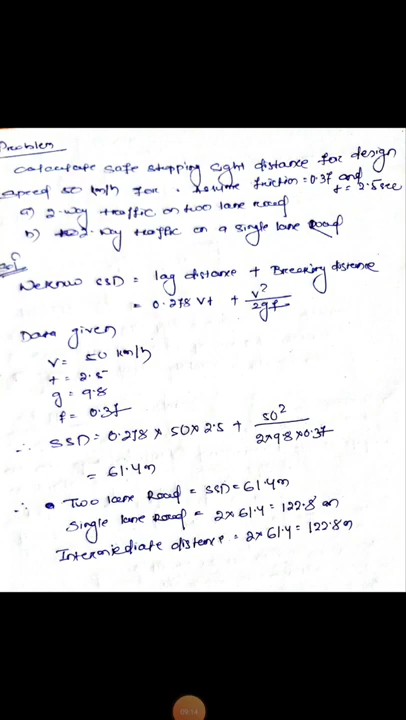 Problem
calculate safe stopping sight distance for design
speed 50 km/h for . Assume friction = 0.37 and
t = 2.5 sec
a) 2-way traffic on two lane road
b) 2-way traffic on a single lane road
Sol
We know SSD = lag distance + Breaking distance
= 0.278 Vt + V²/2gf
Data given
V = 50 km/h
t = 2.5
g = 9.8
f = 0.37
∴ SSD = 0.278 × 50 × 2.5 + 50²/2×9.8×0.37
= 61.4m
∴ Two lane Road = SSD = 61.4m
Single lane road = 2×61.4 = 122.8 m
Intermidiate distance = 2×61.4 = 122.8m
09:14